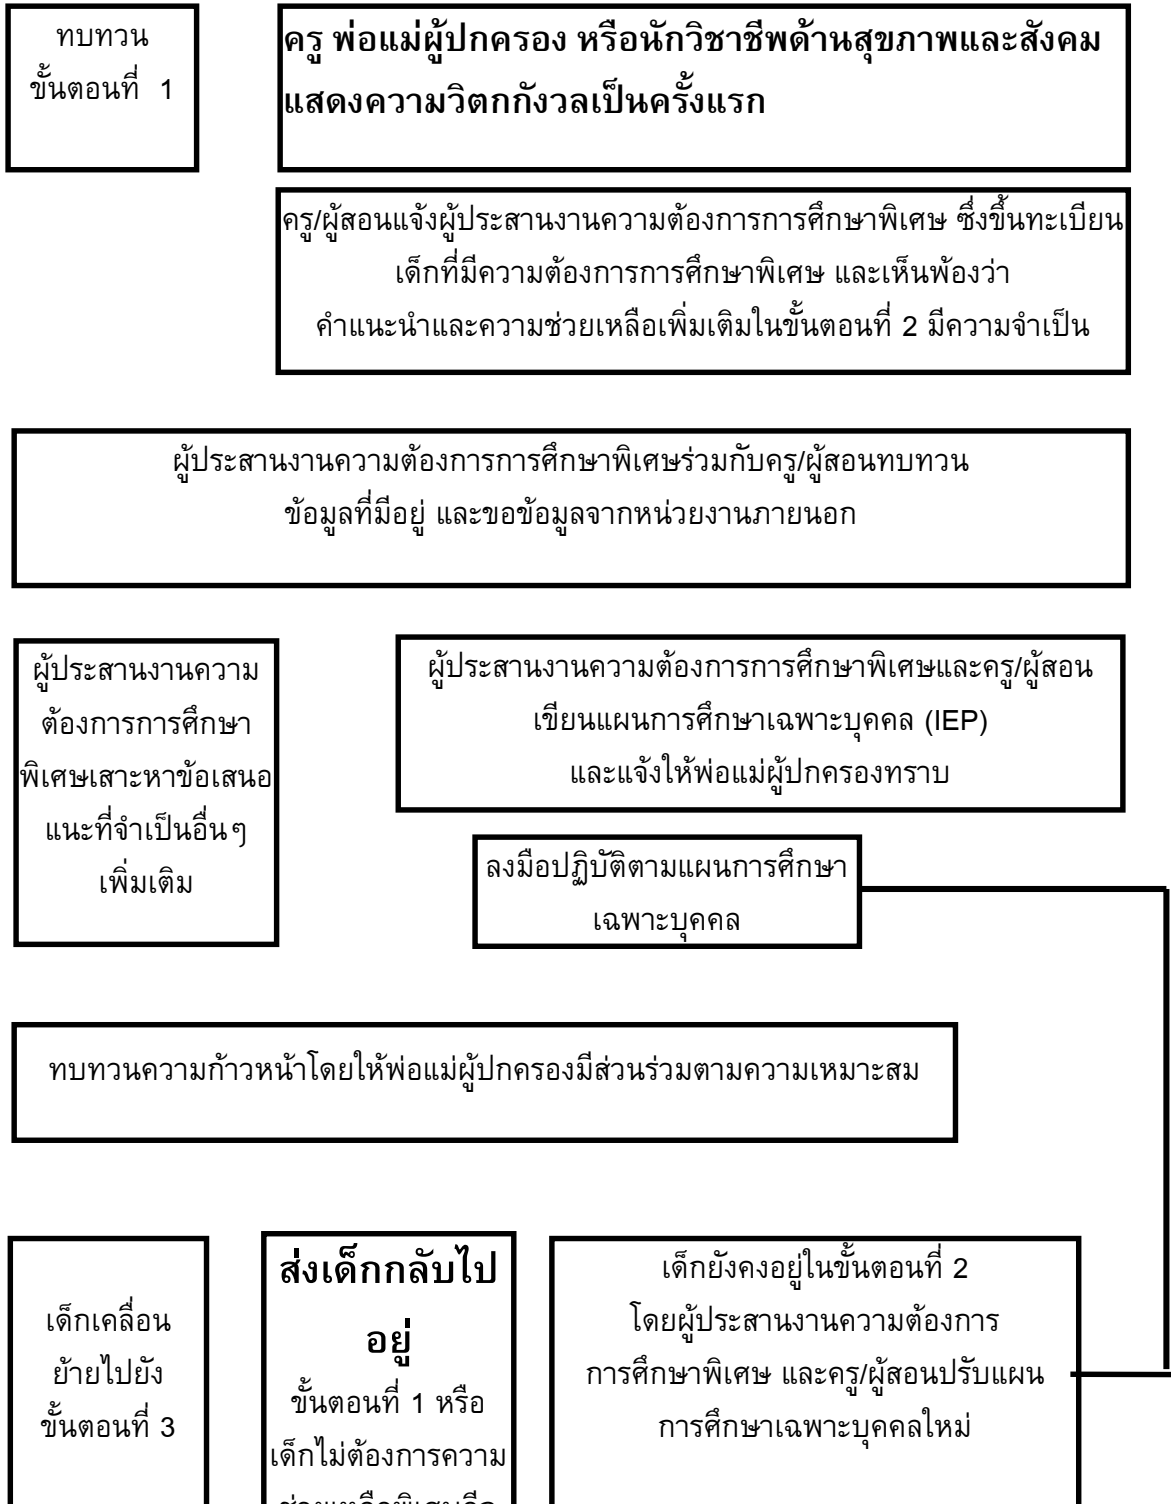 ทบทวน
ขั้นตอนที่ 1
ครู พ่อแม่ผู้ปกครอง หรือนักวิชาชีพด้านสุขภาพและสังคม
แสดงความวิตกกังวลเป็นครั้งแรก
ครู/ผู้สอนแจ้งผู้ประสานงานความต้องการการศึกษาพิเศษ ซึ่งขึ้นทะเบียน
เด็กที่มีความต้องการการศึกษาพิเศษ และเห็นพ้องว่า
คำแนะนำและความช่วยเหลือเพิ่มเติมในขั้นตอนที่ 2 มีความจำเป็น
ผู้ประสานงานความต้องการการศึกษาพิเศษร่วมกับครู/ผู้สอนทบทวน
ข้อมูลที่มีอยู่ และขอข้อมูลจากหน่วยงานภายนอก
ผู้ประสานงานความ
ต้องการการศึกษา
พิเศษเสาะหาข้อเสนอ
แนะที่จำเป็นอื่นๆ
เพิ่มเติม
ผู้ประสานงานความต้องการการศึกษาพิเศษและครู/ผู้สอน
เขียนแผนการศึกษาเฉพาะบุคคล (IEP)
และแจ้งให้พ่อแม่ผู้ปกครองทราบ
ลงมือปฏิบัติตามแผนการศึกษา
เฉพาะบุคคล
ทบทวนความก้าวหน้าโดยให้พ่อแม่ผู้ปกครองมีส่วนร่วมตามความเหมาะสม
เด็กเคลื่อน
ย้ายไปยัง
ขั้นตอนที่ 3
ส่งเด็กกลับไป
อยู่
ขั้นตอนที่ 1 หรือ
เด็กไม่ต้องการความ
เด็กยังคงอยู่ในขั้นตอนที่ 2
โดยผู้ประสานงานความต้องการ
การศึกษาพิเศษ และครู/ผู้สอนปรับแผน
การศึกษาเฉพาะบุคคลใหม่